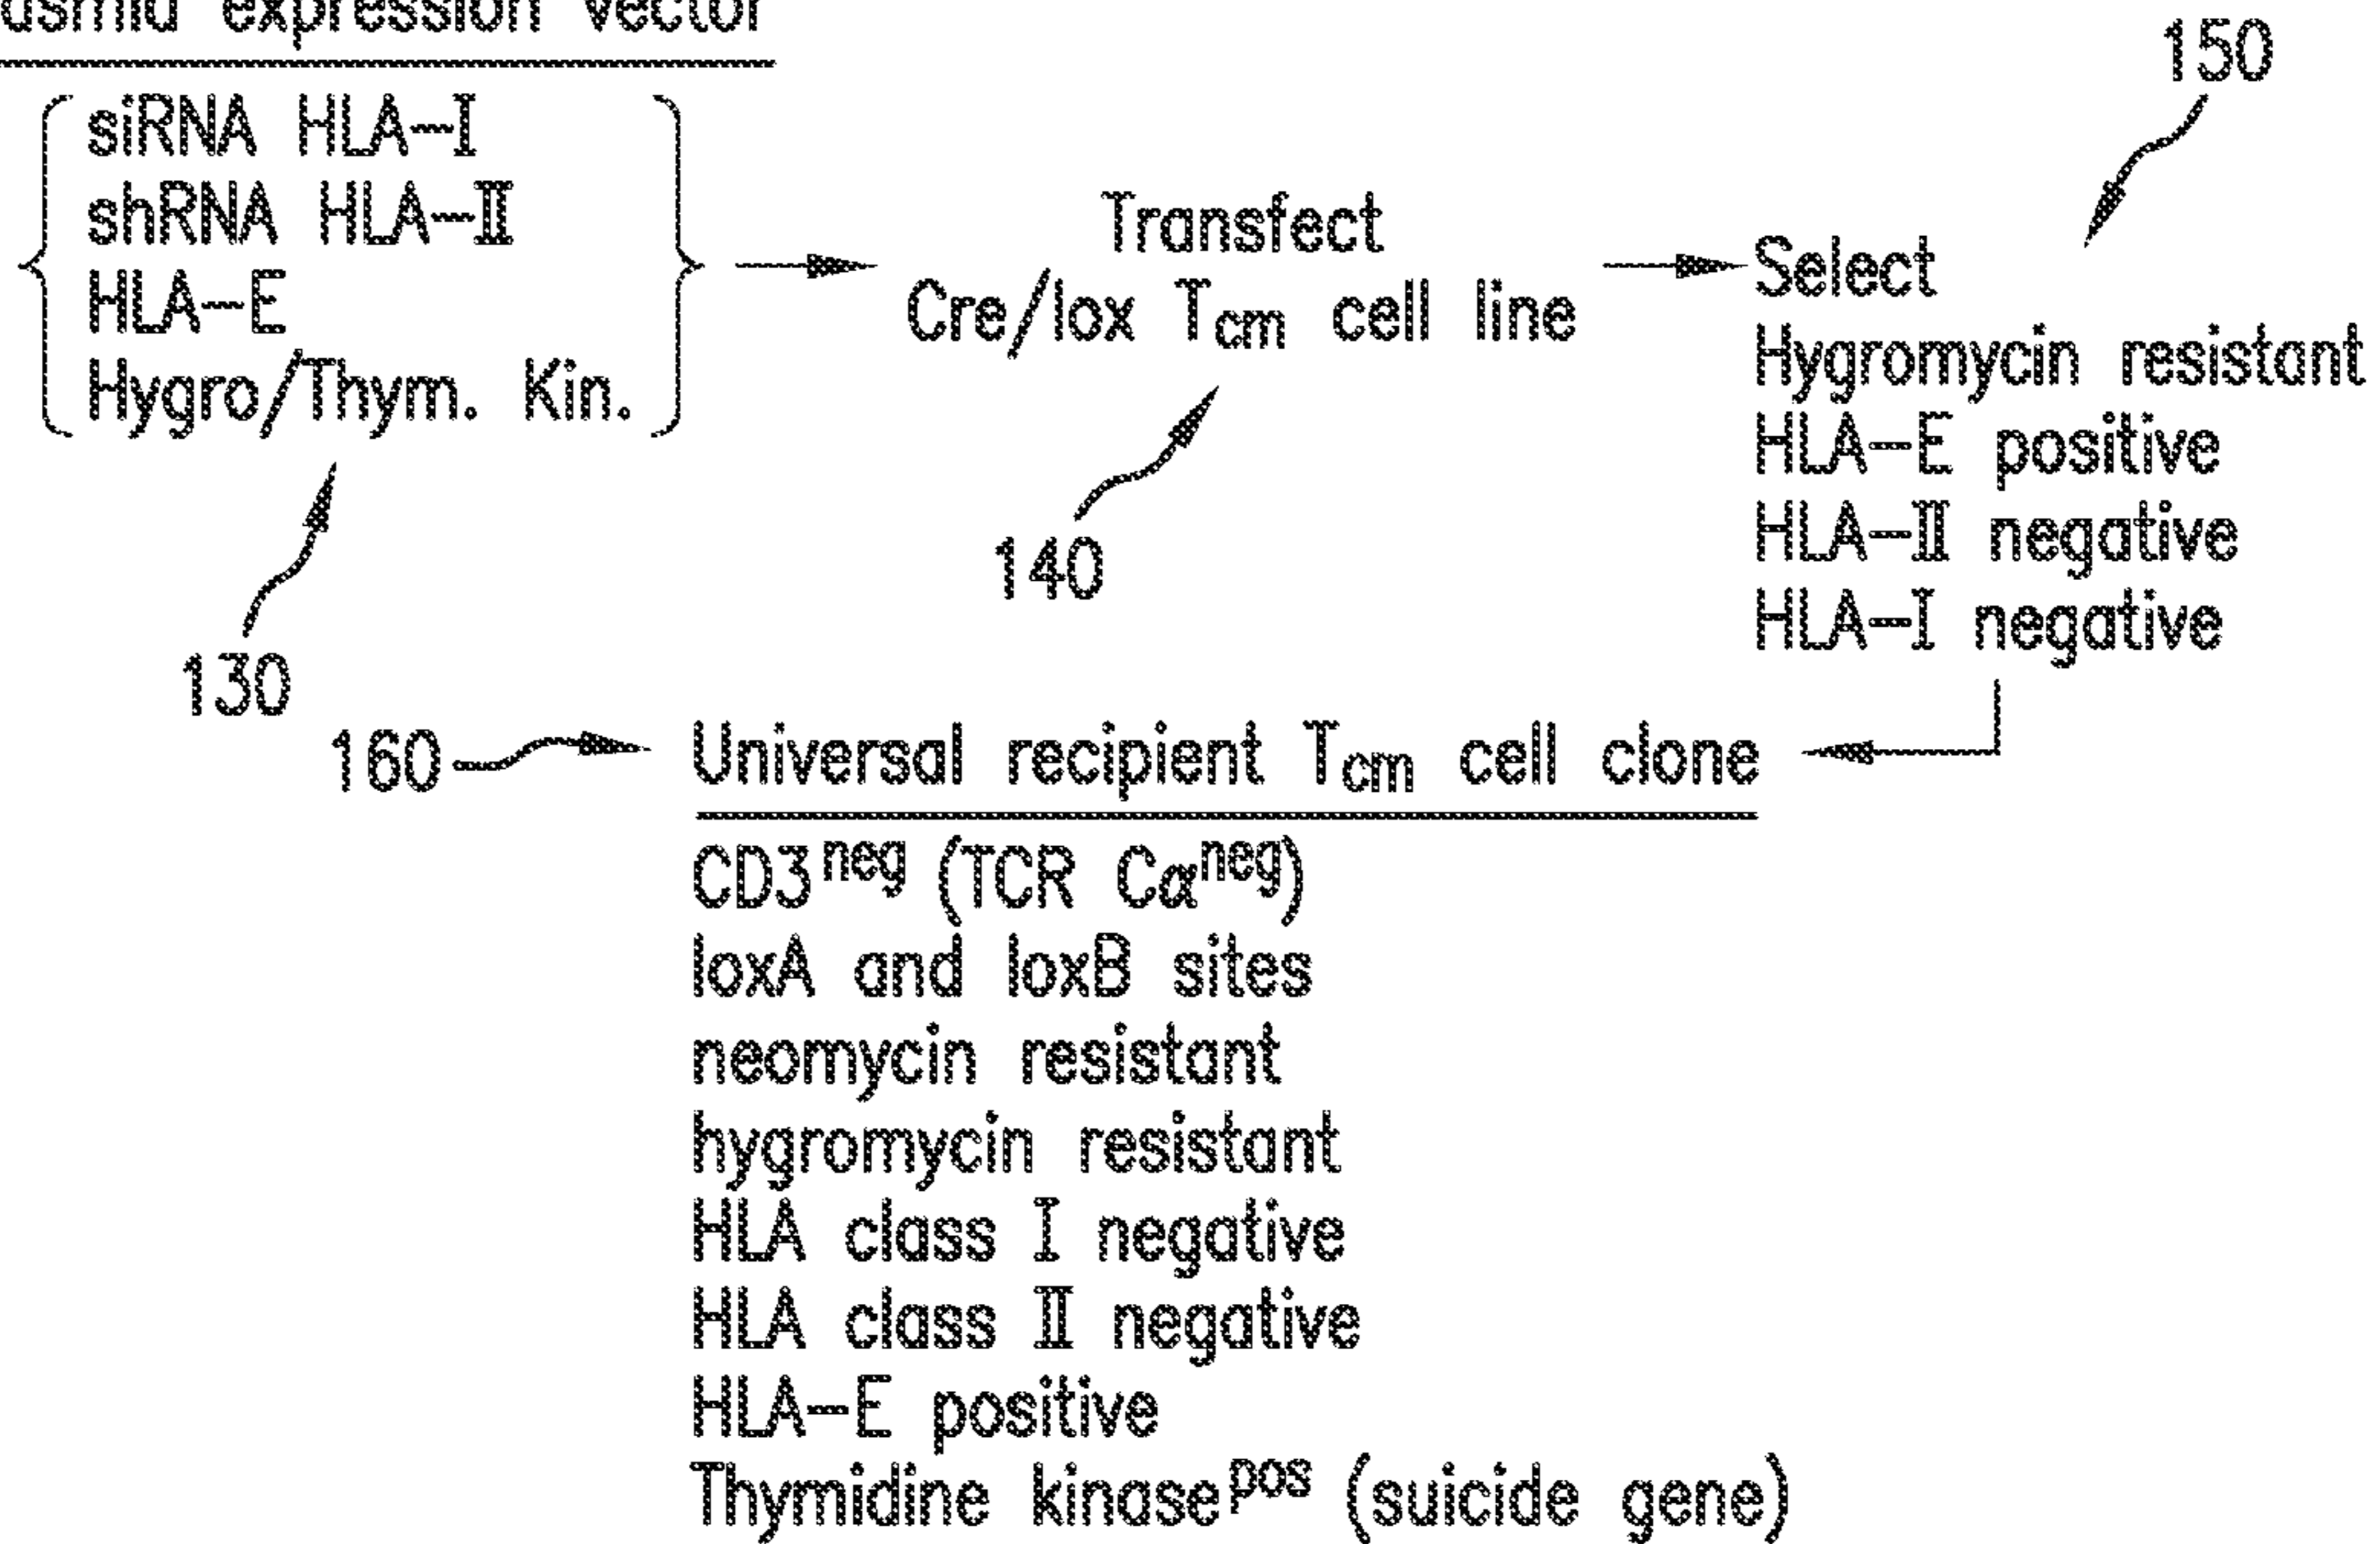 asmid expression vector
150
siRNA HLA-I
shRNA HLA-II
HLA-E
Hygro/Thym. Kin.
Transfect
Cre/lox Tcm cell line
Select
Hygromycin resistant
HLA-E positive
HLA-II negative
HLA-I negative
130
140
160
Universal recipient Tcm cell clone
CD3neg (TCR Cαneg)
loxA and loxB sites
neomycin resistant
hygromycin resistant
HLA class I negative
HLA class II negative
HLA-E positive
Thymidine kinasepos (suicide gene)